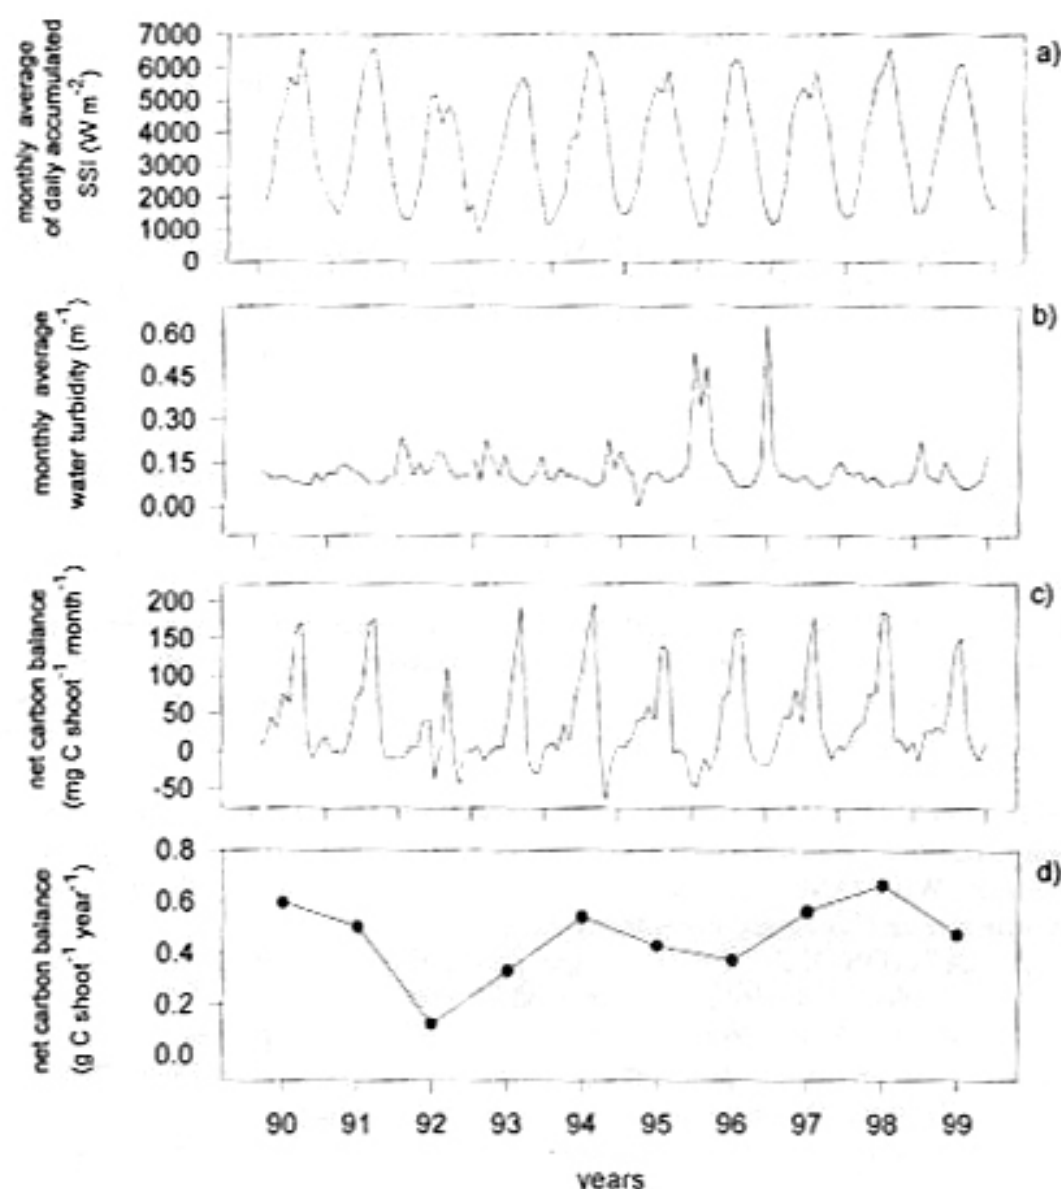 monthly average
of daily accumulated
SSI (W m⁻²)
7000
6000
5000
4000
3000
2000
1000
0
a)
monthly average
water turbidity (m⁻¹)
0.60
0.45
0.30
0.15
0.00
b)
net carbon balance
(mg C shoot⁻¹ month⁻¹)
200
150
100
50
0
-50
c)
net carbon balance
(g C shoot⁻¹ year⁻¹)
0.8
0.6
0.4
0.2
0.0
d)
90 91 92 93 94 95 96 97 98 99
years